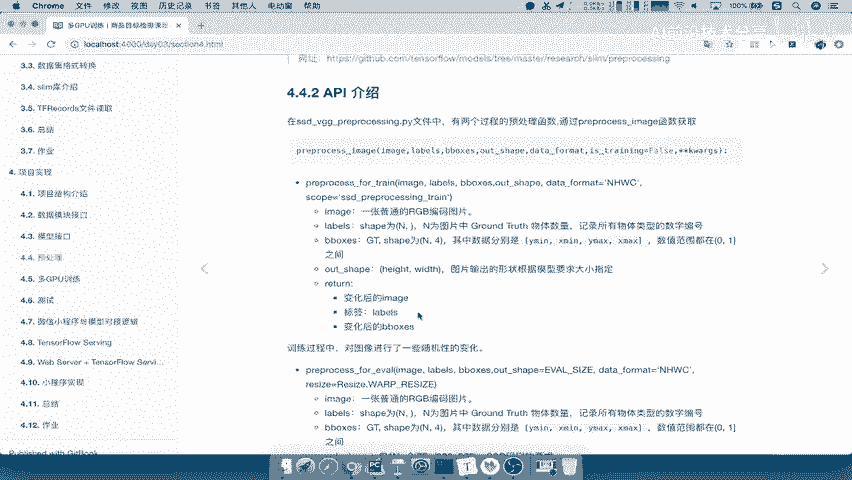 Chrome 文件 修改 视图 历史记录 书签 其他人 电动窗 帮助
100%
多GPU训练 | 商品目标检测课程
localhost:4000/day03/section4.html
3.3. 数据集格式转换
3.4. slim库介绍
3.5. TFRecords文件读取
3.6. 总结
3.7. 作业
4. 项目实现
4.1. 项目结构介绍
4.2. 数据模块接口
4.3. 模型接口
4.4. 预处理
4.5. 多GPU训练
4.6. 测试
4.7. 微信小程序与模型对接逻辑
4.8. TensorFlow Serving
4.9. Web Server + TensorFlow Servi...
4.10. 小程序实现
4.11. 总结
4.12. 作业
Published with GitBook
网址：https://github.com/tensorflow/models/tree/master/research/slim/preprocessing
4.4.2 API 介绍
在ssd_vgg_preprocessing.py文件中，有两个过程的预处理函数,通过preprocess_image函数获取
preprocess_image(image,labels,bboxes,out_shape,data_format,is_training=False,**kwargs):
preprocess_for_train(image, labels, bboxes,out_shape, data_format='NHWC',
scope='ssd_preprocessing_train')
image：一张普通的RGB编码图片。
labels：shape为(N, )，N为图片中 Ground Truth 物体数量，记录所有物体类型的数字编号
bboxes：GT, shape为(N, 4)，其中数据分别是 [ymin, xmin, ymax, xmax] ，数值范围都在(0, 1]
之间
out_shape：(height, width)，图片输出的形状根据模型要求大小指定
return:
变化后的image
标签：labels
变化后的bboxes
训练过程中，对图像进行了一些随机性的变化。
preprocess_for_eval(image, labels, bboxes,out_shape=EVAL_SIZE, data_format='NHWC',
resize=Resize.WARP_RESIZE)
image：一张普通的RGB编码图片。
labels：shape为(N, )，N为图片中 Ground Truth 物体数量，记录所有物体类型的数字编号
bboxes：GT, shape为(N, 4)，其中数据分别是 [ymin, xmin, ymax, xmax] ，数值范围都在(0, 1]
之间